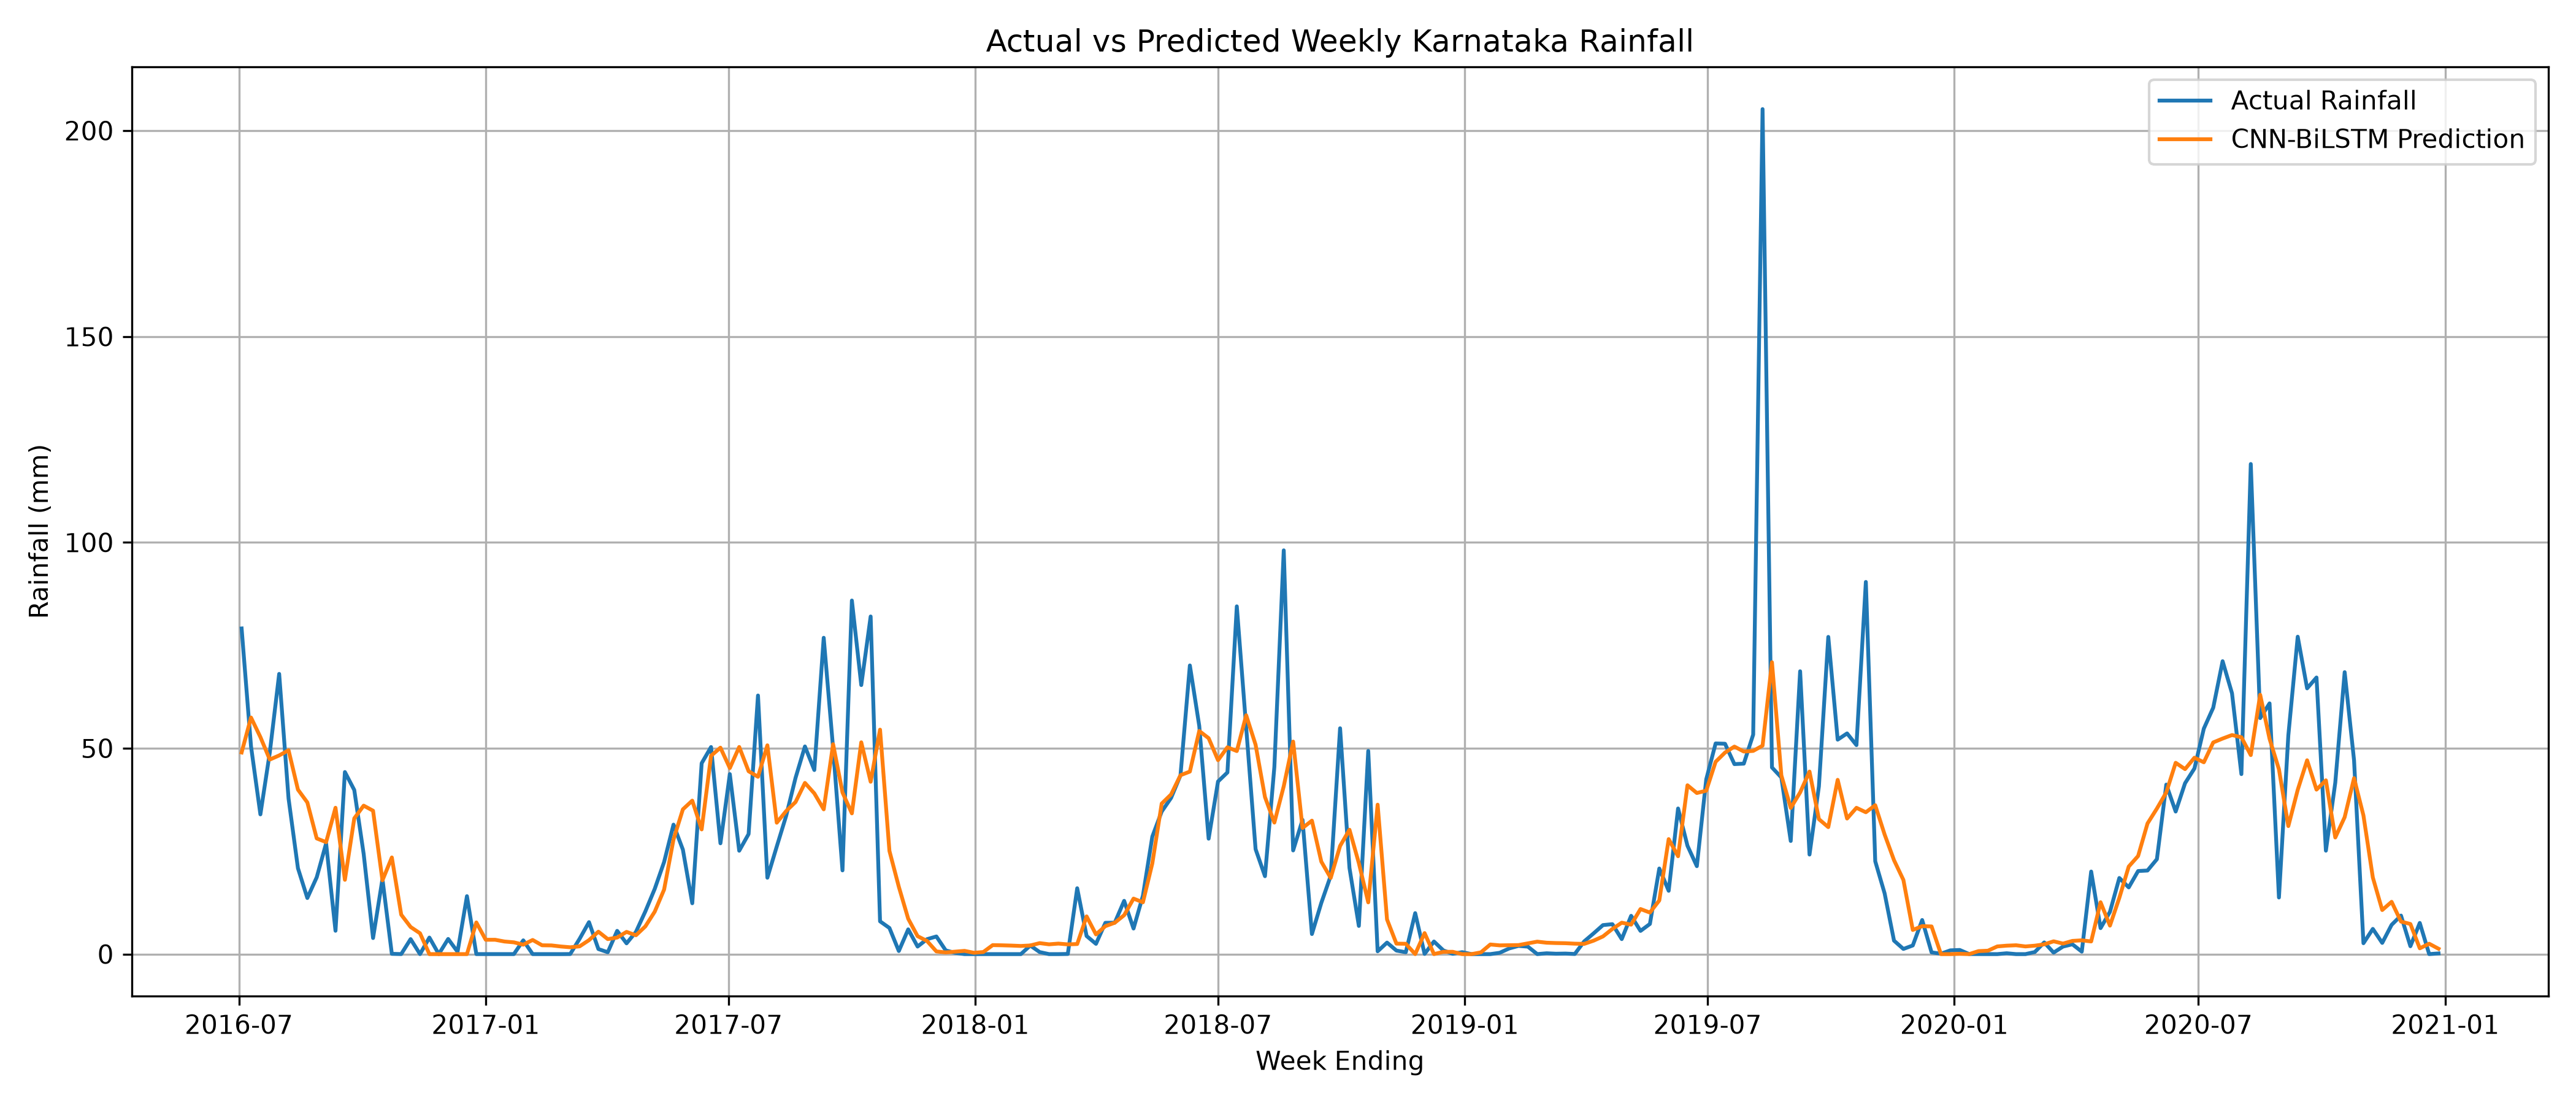 Actual vs Predicted Weekly Karnataka Rainfall
Actual Rainfall
CNN-BiLSTM Prediction
Rainfall (mm)
200
150
100
50
0
2016-07 2017-01 2017-07 2018-01 2018-07 2019-01 2019-07 2020-01 2020-07 2021-01
Week Ending